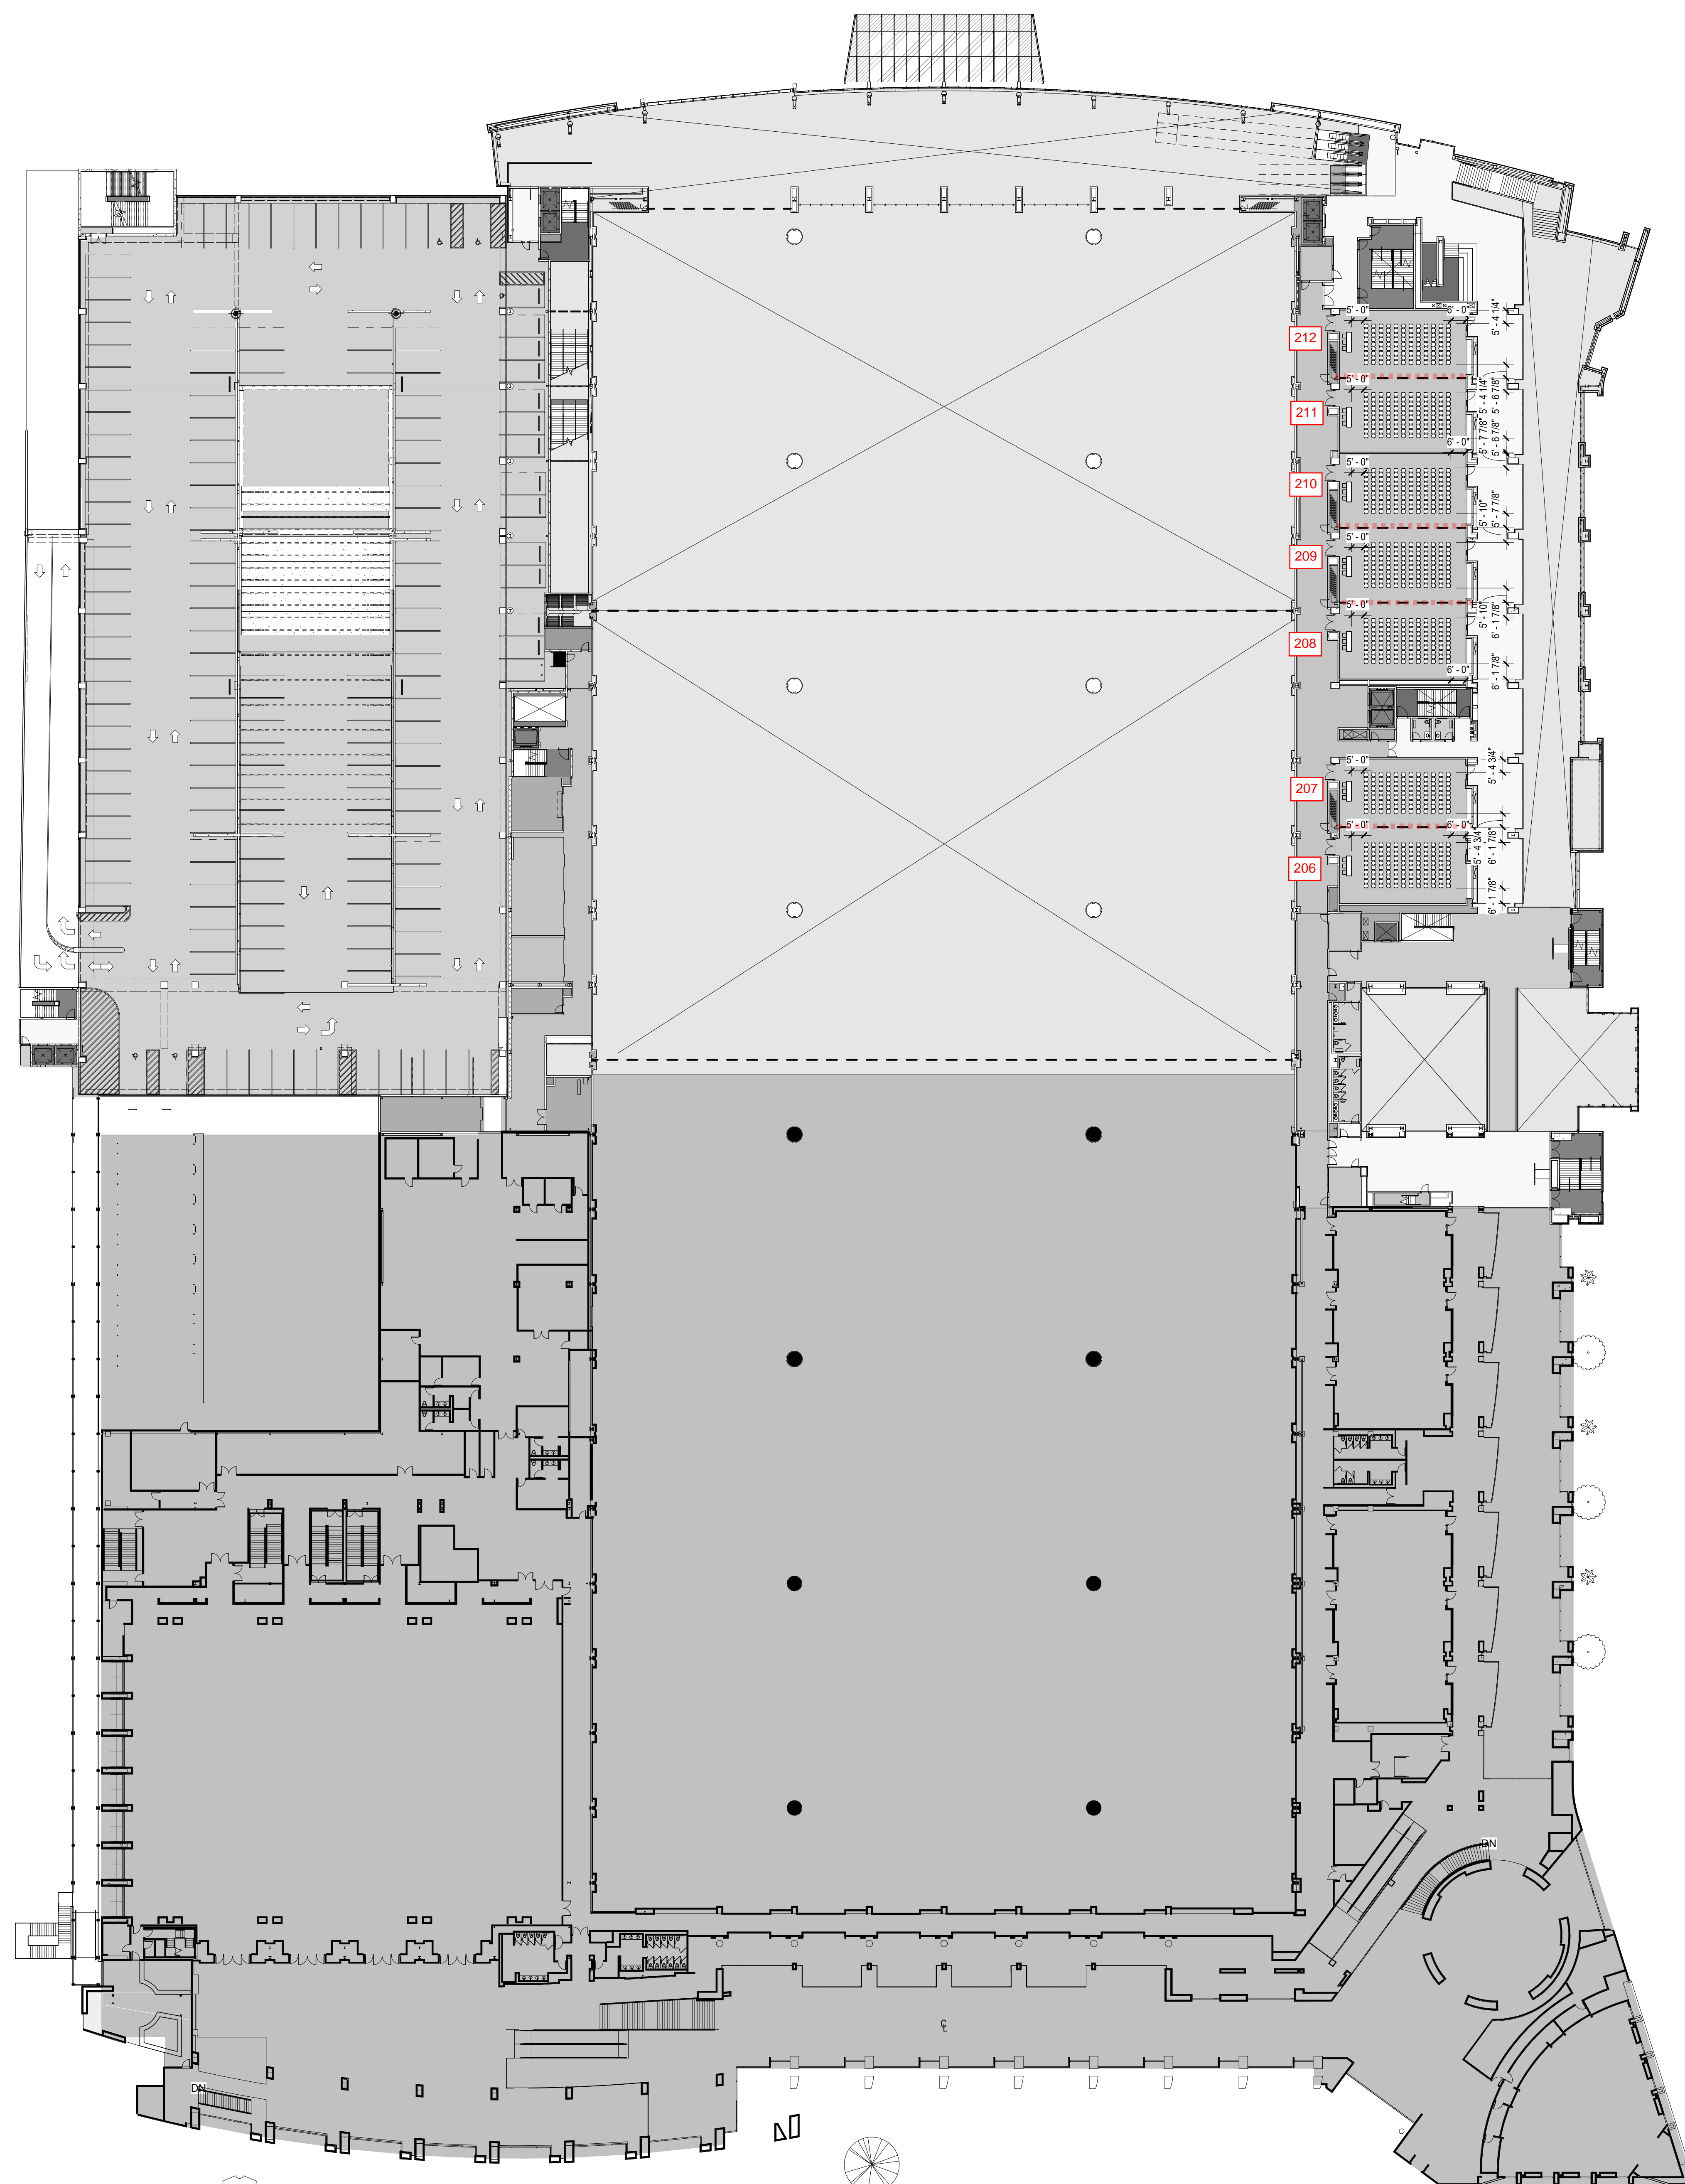 5' - 0"
6' - 0"
5' - 4 1/4"
212
5' - 0"
5' - 4 1/4"
5' - 6 7/8"
211
5' - 7 7/8"
5' - 6 7/8"
6' - 0"
5' - 0"
210
5' - 10"
5' - 7 7/8"
5' - 0"
209
5' - 0"
5' - 10"
6' - 1 7/8"
208
6' - 0"
6' - 1 7/8"
5' - 0"
5' - 4 3/4"
207
5' - 0"
6' - 0"
5' - 4 3/4"
6' - 1 7/8"
206
6' - 1 7/8"
DN
CL
DN